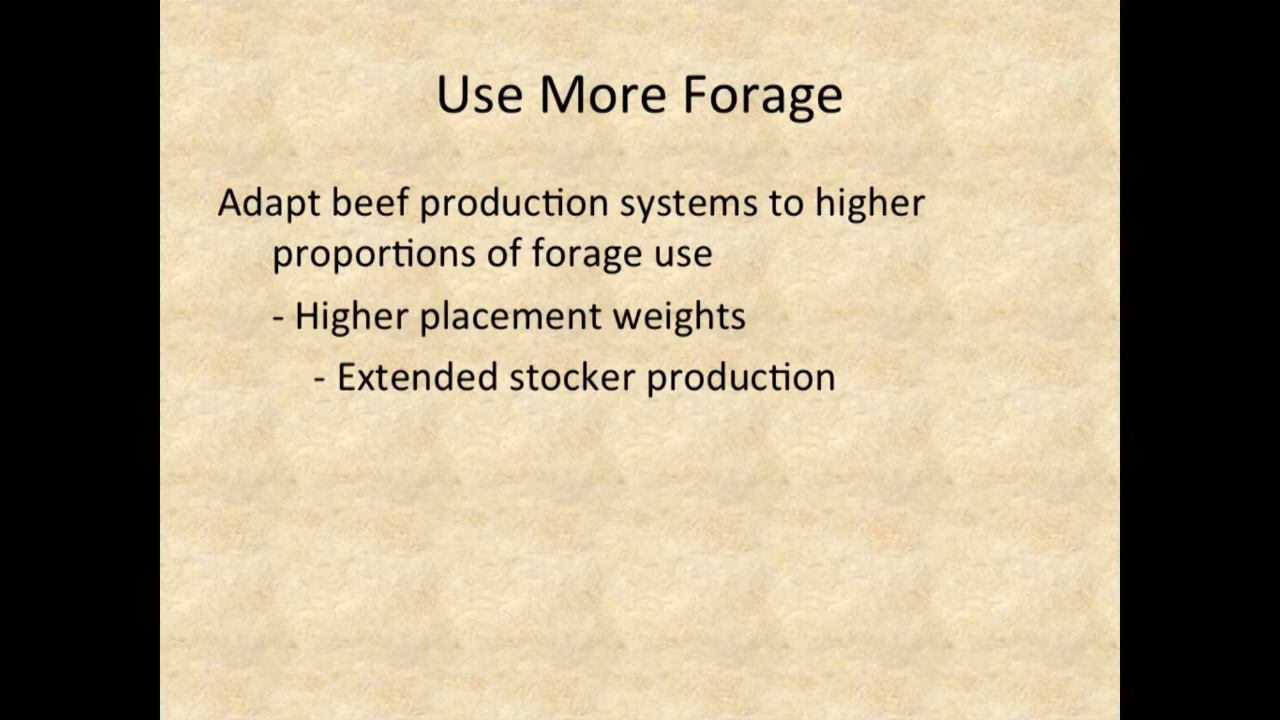 Use More Forage
Adapt beef production systems to higher
proportions of forage use
- Higher placement weights
- Extended stocker production